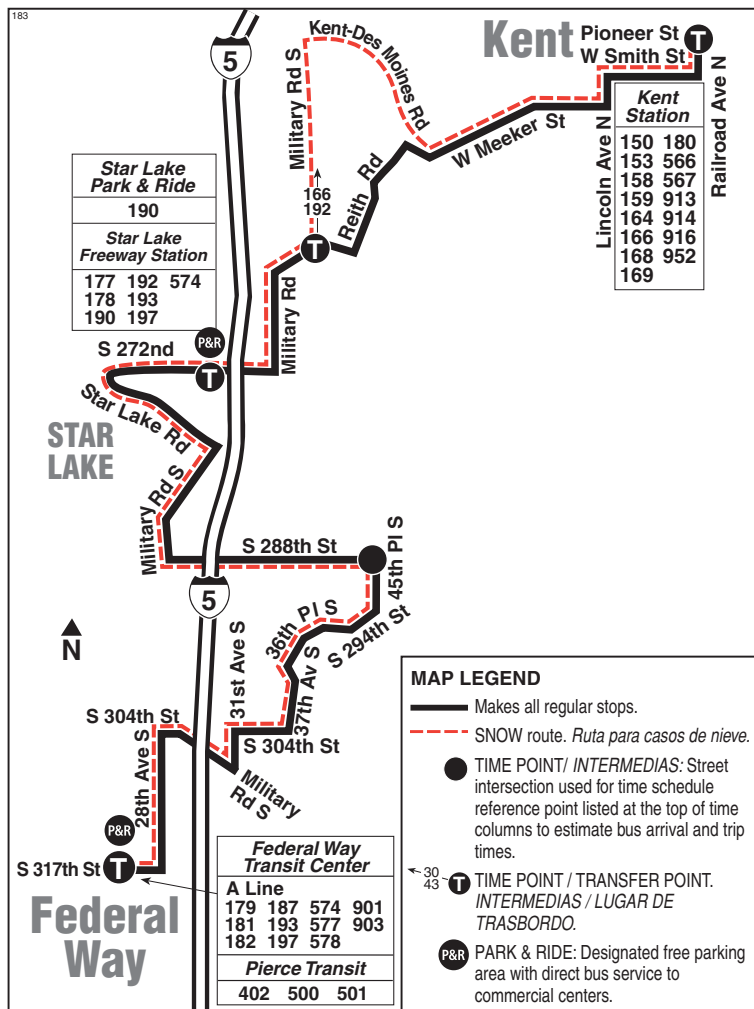 183
5
Kent
Pioneer St
W Smith St
T
Kent-Des Moines Rd
Military Rd S
W Meeker St
Lincoln Ave N
Railroad Ave N
Kent
Station
150 180
153 566
158 567
159 913
164 914
166 916
168 952
169
Star Lake
Park & Ride
190
Star Lake
Freeway Station
177 192 574
178 193
190 197
166
192
Reith Rd
T
Military Rd
S 272nd
P&R
T
Star Lake Rd
STAR
LAKE
Military Rd S
S 288th St
45th Pl S
5
N
36th Pl S
S 294th St
31st Ave S
37th Av S
S 304th St
S 304th St
28th Ave S
Military
Rd S
P&R
S 317th St
T
Federal
Way
Federal Way
Transit Center
A Line
179 187 574 901
181 193 577 903
182 197 578
Pierce Transit
402 500 501
MAP LEGEND
Makes all regular stops.
SNOW route. Ruta para casos de nieve.
TIME POINT/ INTERMEDIAS: Street
intersection used for time schedule
reference point listed at the top of time
columns to estimate bus arrival and trip
times.
30
43
T
TIME POINT / TRANSFER POINT.
INTERMEDIAS / LUGAR DE
TRASBORDO.
P&R
PARK & RIDE: Designated free parking
area with direct bus service to
commercial centers.